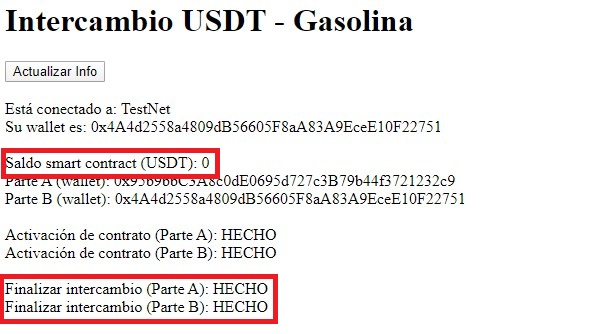 Intercambio USDT - Gasolina
Actualizar Info
Está conectado a: TestNet
Su wallet es: 0x4A4d2558a4809dB56605F8aA83A9EceE10F22751
Saldo smart contract (USDT): 0
Parte A (wallet):
Parte B (wallet): 0x4A4d2558a4809dB56605F8aA83A9EceE10F22751
Activación de contrato (Parte A): HECHO
Activación de contrato (Parte B): HECHO
Finalizar intercambio (Parte A): HECHO
Finalizar intercambio (Parte B): HECHO